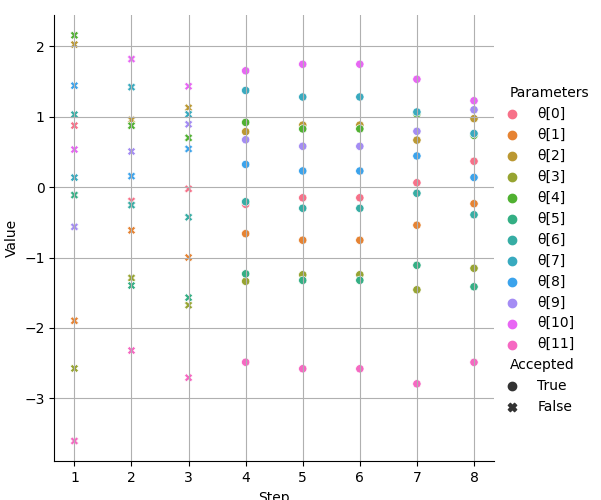 2
1
0
−1
−2
−3
Value
1 2 3 4 5 6 7 8
Step
Parameters
θ[0]
θ[1]
θ[2]
θ[3]
θ[4]
θ[5]
θ[6]
θ[7]
θ[8]
θ[9]
θ[10]
θ[11]
Accepted
True
False